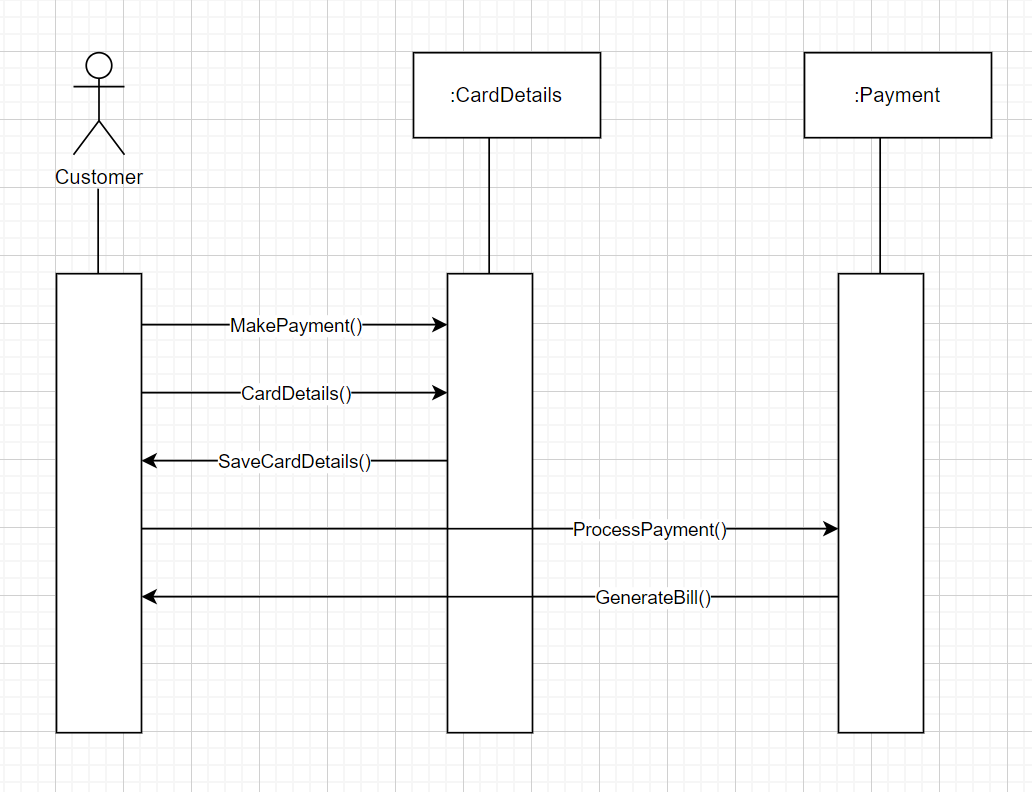 :CardDetails
:Payment
Customer
MakePayment()
CardDetails()
SaveCardDetails()
ProcessPayment()
GenerateBill()